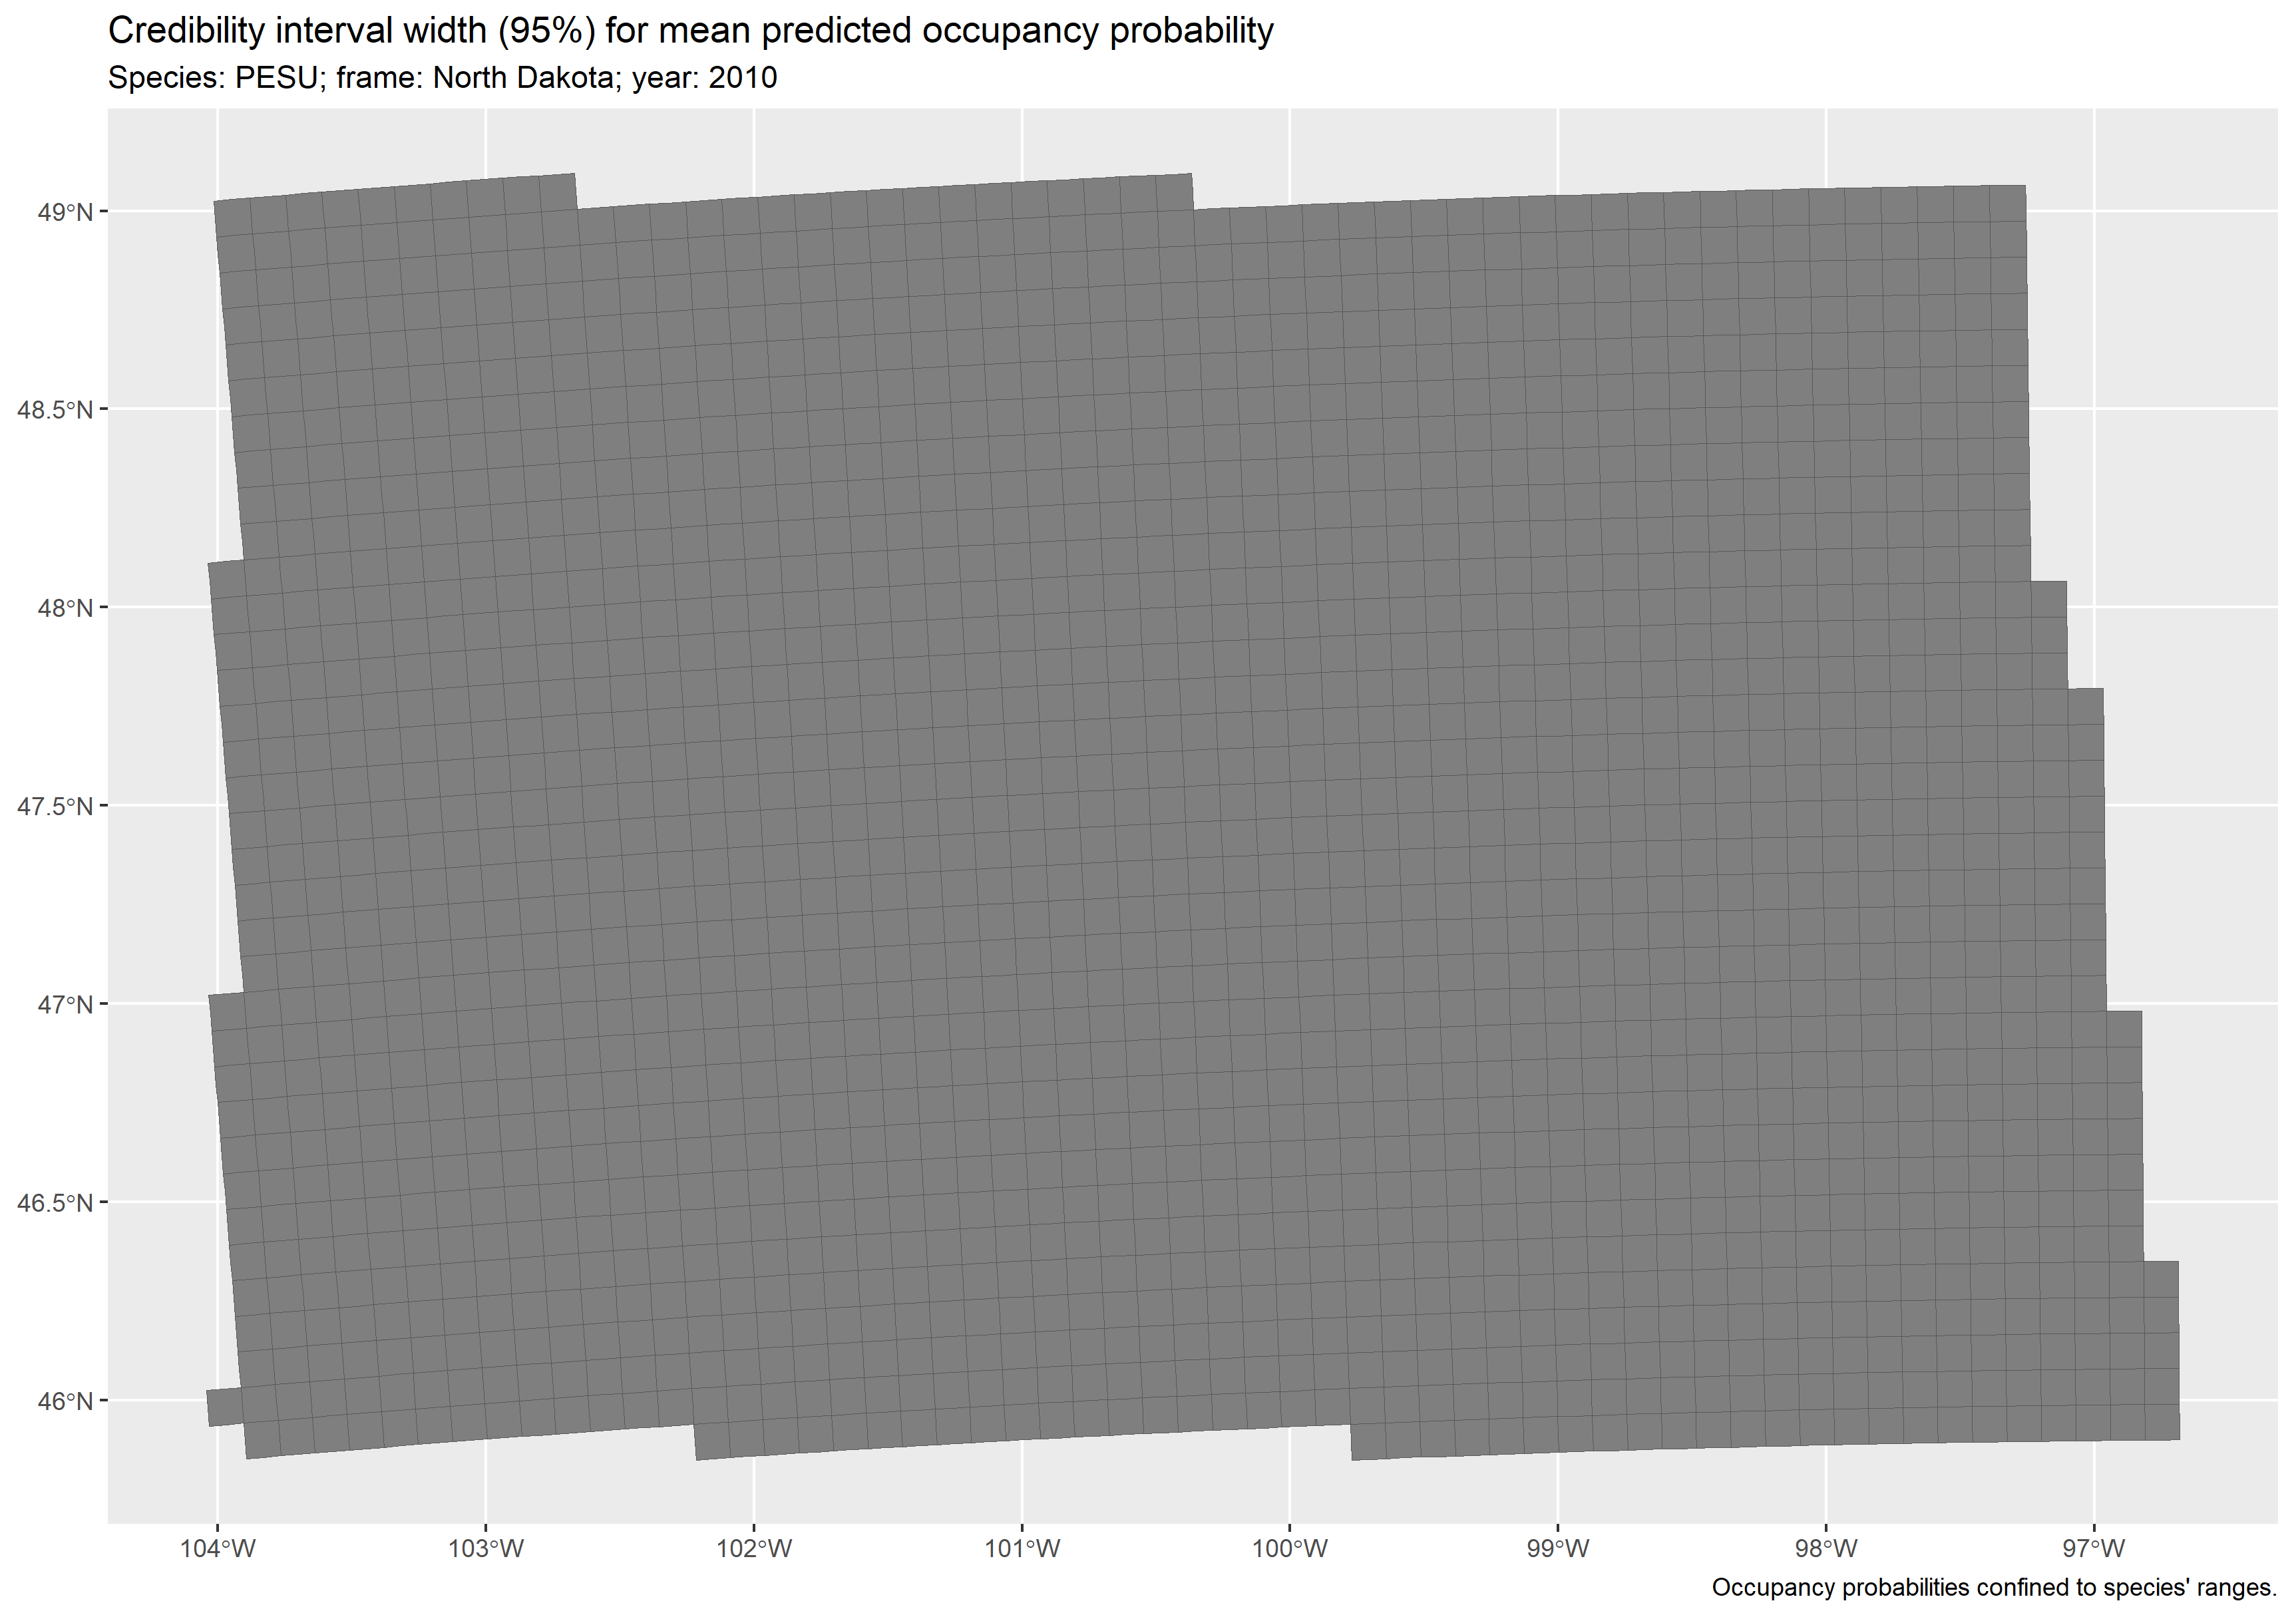 Credibility interval width (95%) for mean predicted occupancy probability
Species: PESU; frame: North Dakota; year: 2010
49°N
48.5°N
48°N
47.5°N
47°N
46.5°N
46°N
104°W 103°W 102°W 101°W 100°W 99°W 98°W 97°W
Occupancy probabilities confined to species' ranges.